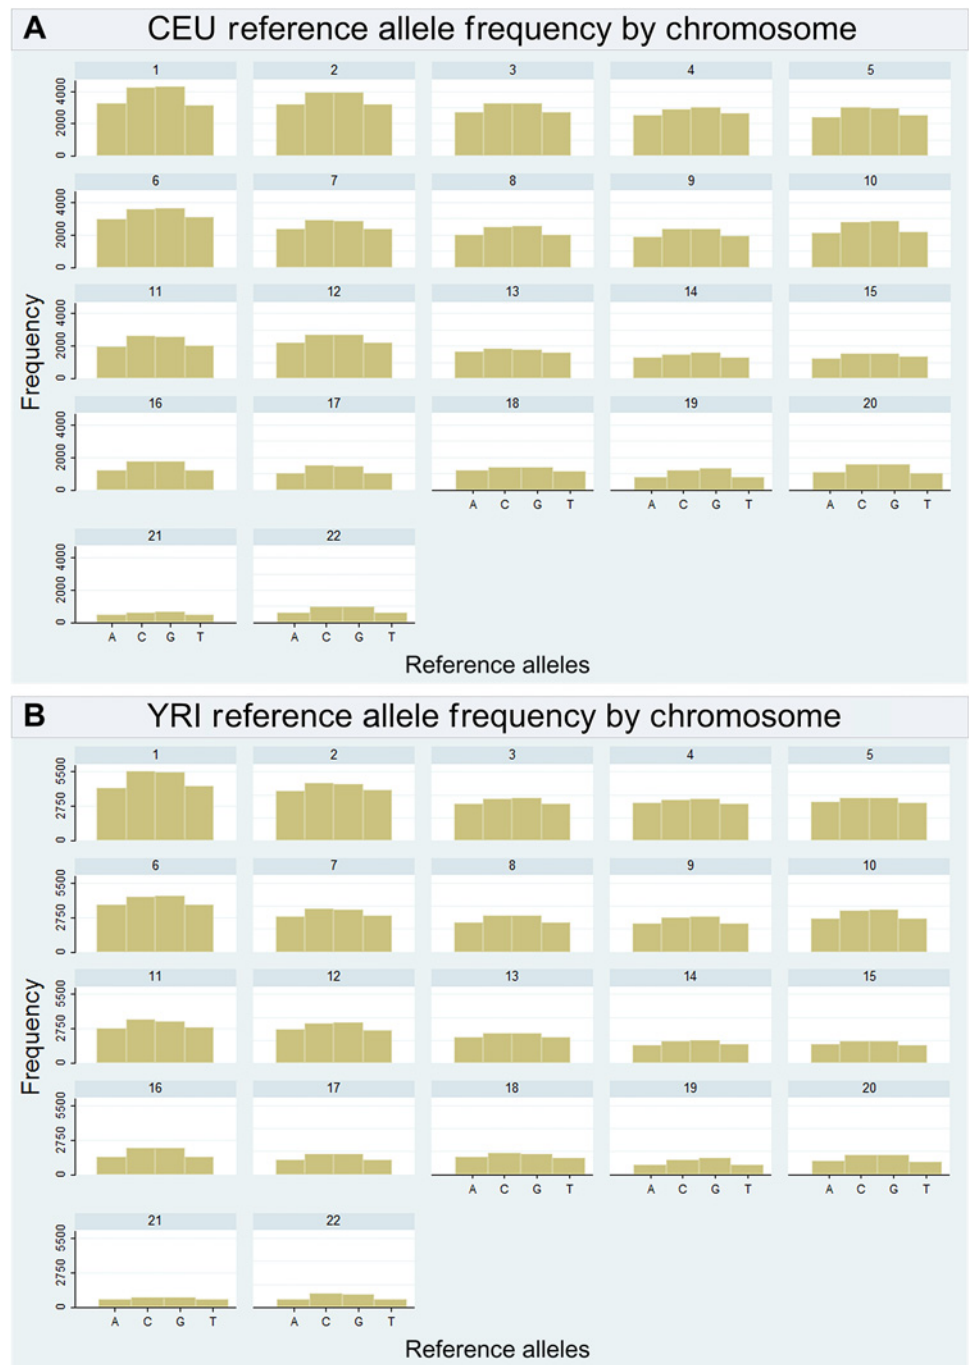 A CEU reference allele frequency by chromosome
1 2 3 4 5
0 2000 4000
6 7 8 9 10
0 2000 4000
11 12 13 14 15
0 2000 4000
Frequency
16 17 18 19 20
0 2000 4000
A C G T A C G T A C G T
21 22
0 2000 4000
A C G T A C G T
Reference alleles
B YRI reference allele frequency by chromosome
1 2 3 4 5
0 2750 5500
6 7 8 9 10
0 2750 5500
11 12 13 14 15
0 2750 5500
Frequency
16 17 18 19 20
0 2750 5500
A C G T A C G T A C G T
21 22
0 2750 5500
A C G T A C G T
Reference alleles